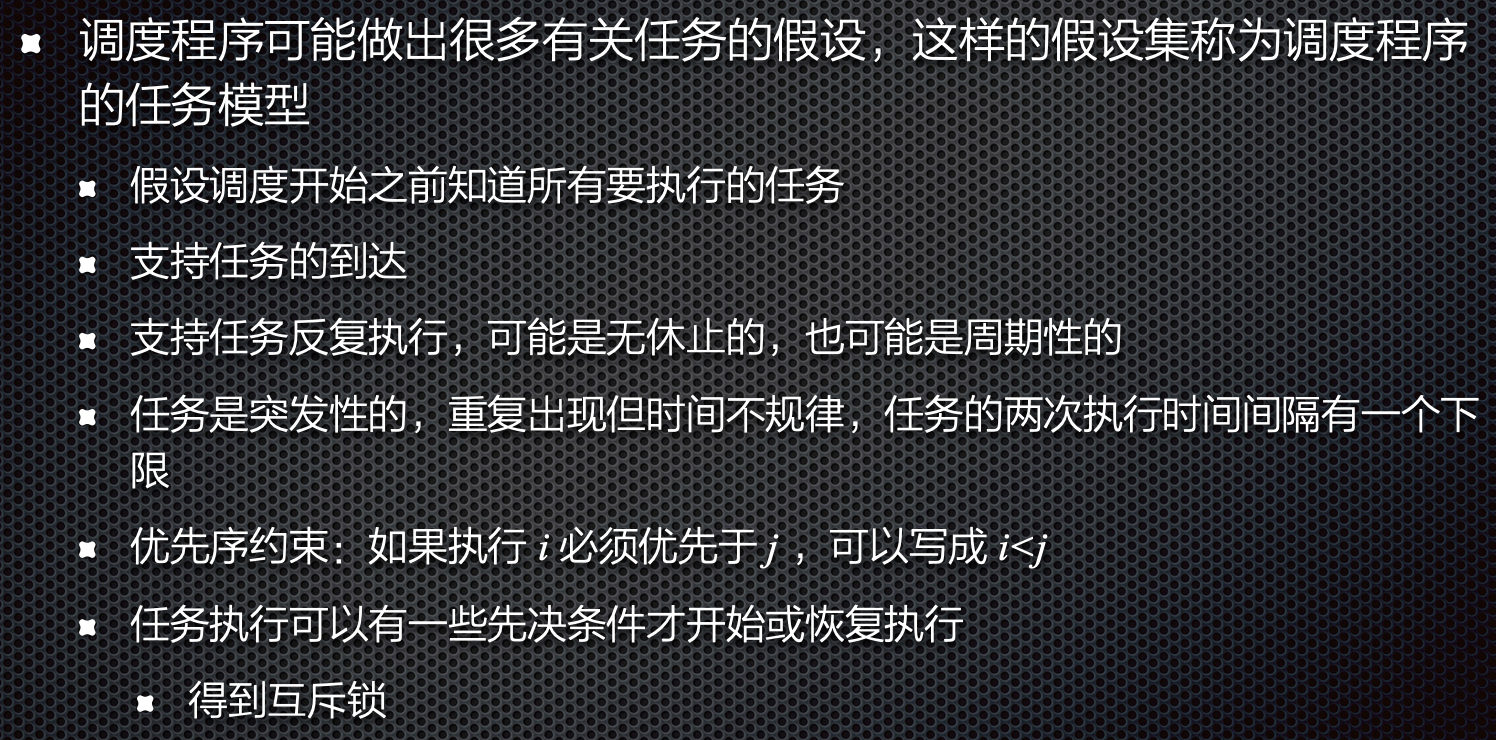 调度程序可能做出很多有关任务的假设，这样的假设集称为调度程序
的任务模型
假设调度开始之前知道所有要执行的任务
支持任务的到达
支持任务反复执行，可能是无休止的，也可能是周期性的
任务是突发性的，重复出现但时间不规律，任务的两次执行时间间隔有一个下
限
优先序约束：如果执行 i 必须优先于 j ，可以写成 i<j
任务执行可以有一些先决条件才开始或恢复执行
得到互斥锁